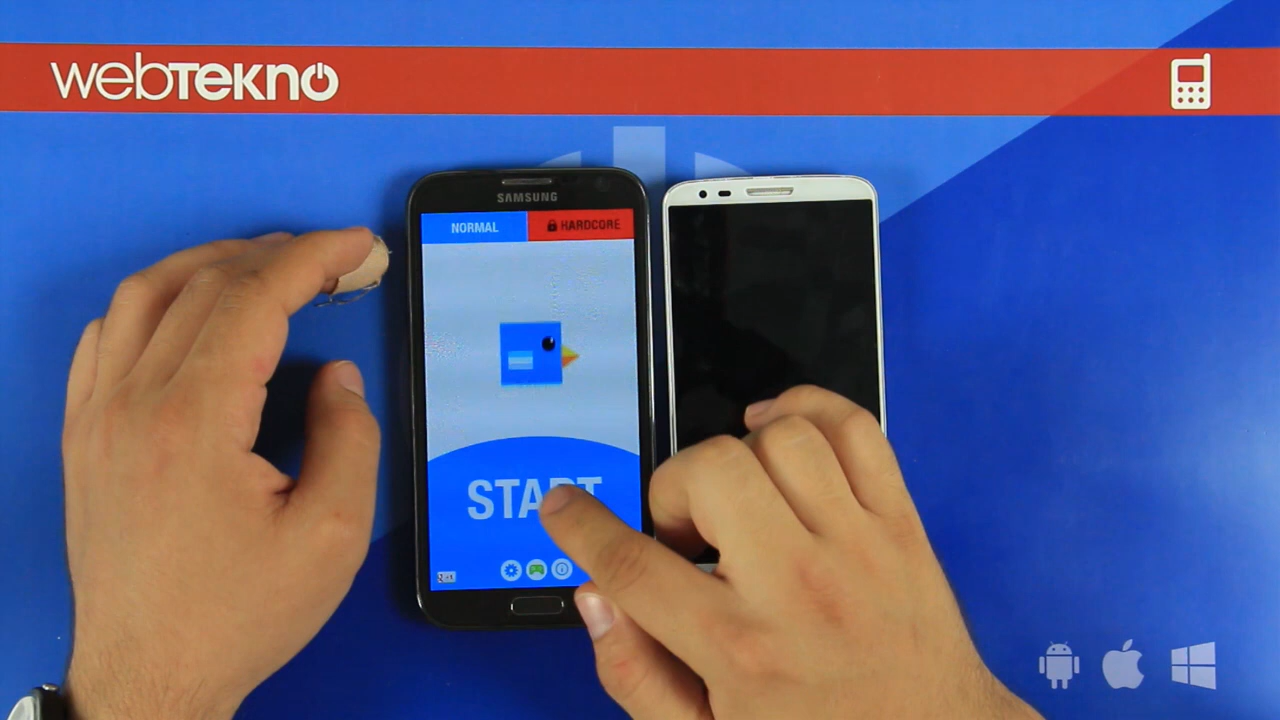 webTEKNO
SAMSUNG
NORMAL
HARDCORE
START